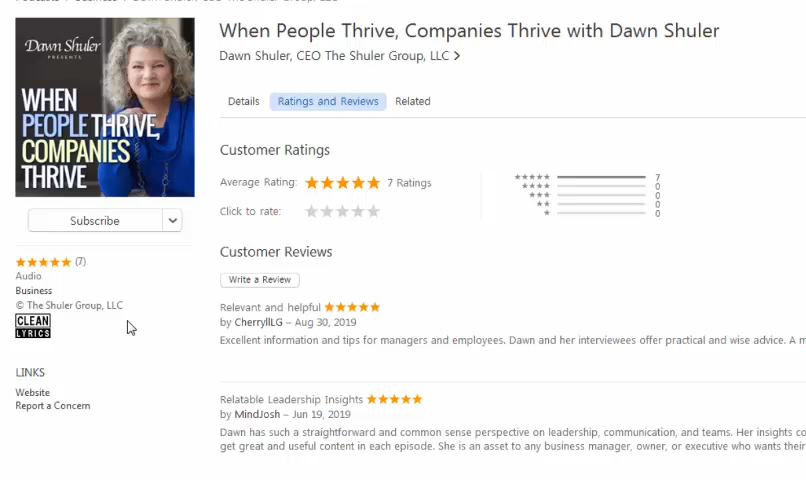 When People Thrive, Companies Thrive with Dawn Shuler
Dawn Shuler, CEO The Shuler Group, LLC >
Dawn Shuler
PRESENTS
WHEN
PEOPLE THRIVE,
COMPANIES
THRIVE
Subscribe
★★★★★ (7)
Audio
Business
© The Shuler Group, LLC
CLEAN
LYRICS
LINKS
Website
Report a Concern
Details Ratings and Reviews Related
Customer Ratings
Average Rating: ★★★★★ 7 Ratings
Click to rate: ★★★★★
★★★★★ 7
★★★★ 0
★★★ 0
★★ 0
★ 0
Customer Reviews
Write a Review
Relevant and helpful ★★★★★
by CherryllLG – Aug 30, 2019
Excellent information and tips for managers and employees. Dawn and her interviewees offer practical and wise advice. A m
Relatable Leadership Insights ★★★★★
by MindJosh – Jun 19, 2019
Dawn has such a straightforward and common sense perspective on leadership, communication, and teams. Her insights co
get great and useful content in each episode. She is an asset to any business manager, owner, or executive who wants their